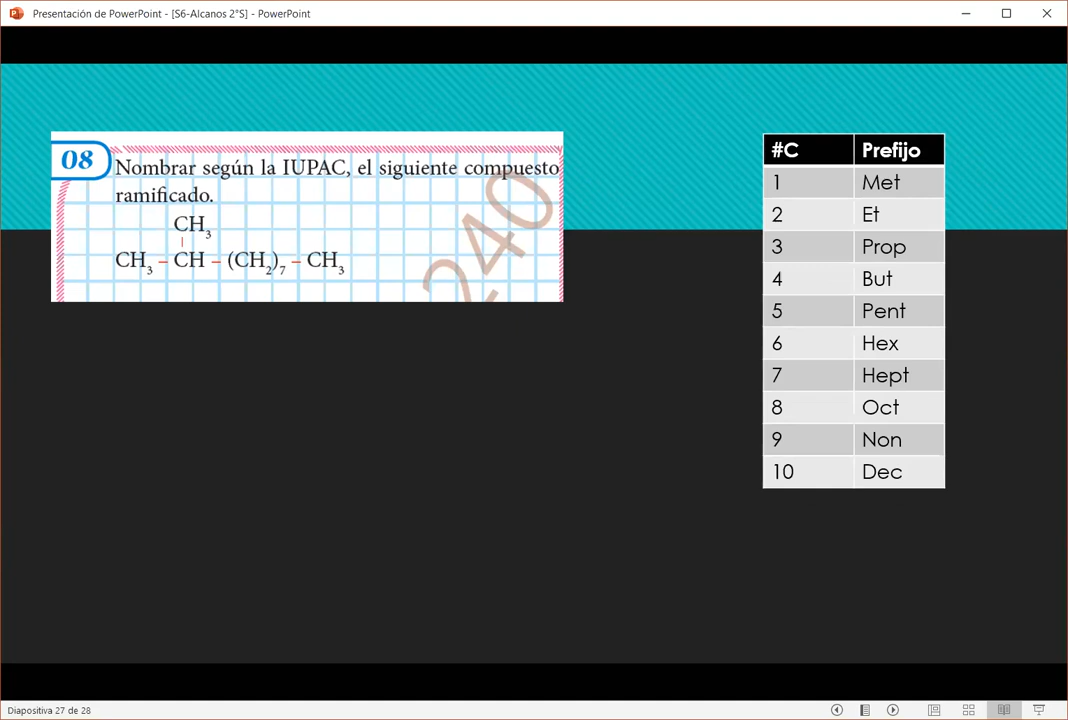 Presentación de PowerPoint - [S6-Alcanos 2°S] - PowerPoint
08
Nombrar según la IUPAC, el siguiente compuesto
ramificado.
CH₃
CH₃ – CH – (CH₂)₇ – CH₃
240
#C Prefijo
1 Met
2 Et
3 Prop
4 But
5 Pent
6 Hex
7 Hept
8 Oct
9 Non
10 Dec
Diapositiva 27 de 28